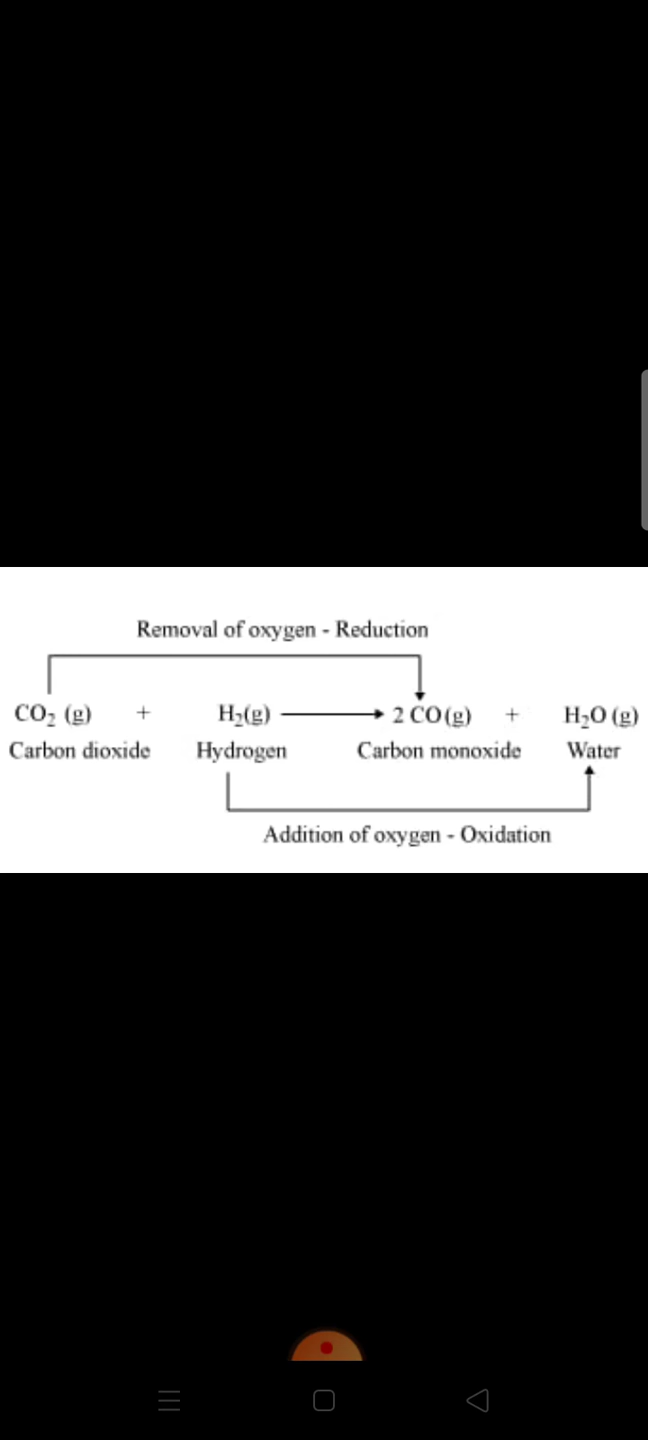 Removal of oxygen - Reduction
CO₂ (g) + H₂(g) ⟶ 2 CO(g) + H₂O (g)
Carbon dioxide Hydrogen Carbon monoxide Water
Addition of oxygen - Oxidation